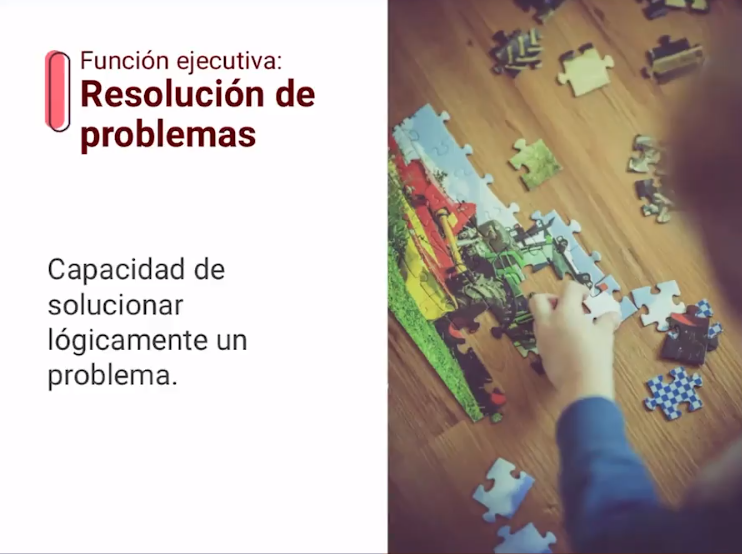 Función ejecutiva:
Resolución de
problemas
Capacidad de
solucionar
lógicamente un
problema.